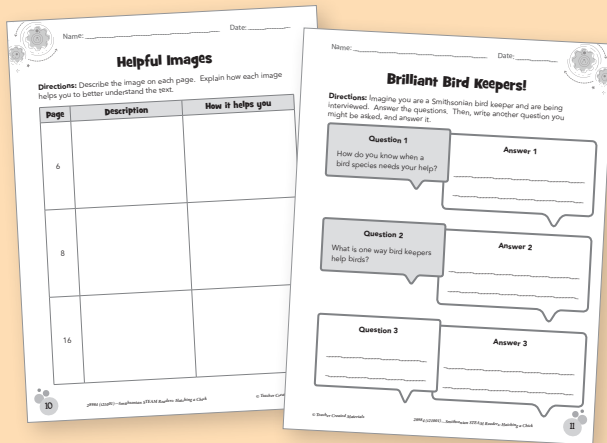 Name: Date:
Helpful Images
Directions: Describe the image on each page. Explain how each image
helps you to better understand the text.
Page Description How it helps you
6
8
16
10
© Teacher
Name: Date:
Brilliant Bird Keepers!
Directions: Imagine you are a Smithsonian bird keeper and are being
interviewed. Answer the questions. Then, write another question you
might be asked, and answer it.
Question 1
How do you know when a
bird species needs your help?
Answer 1
Question 2
What is one way bird keepers
help birds?
Answer 2
Question 3
Answer 3
© Teacher Created Materials
11